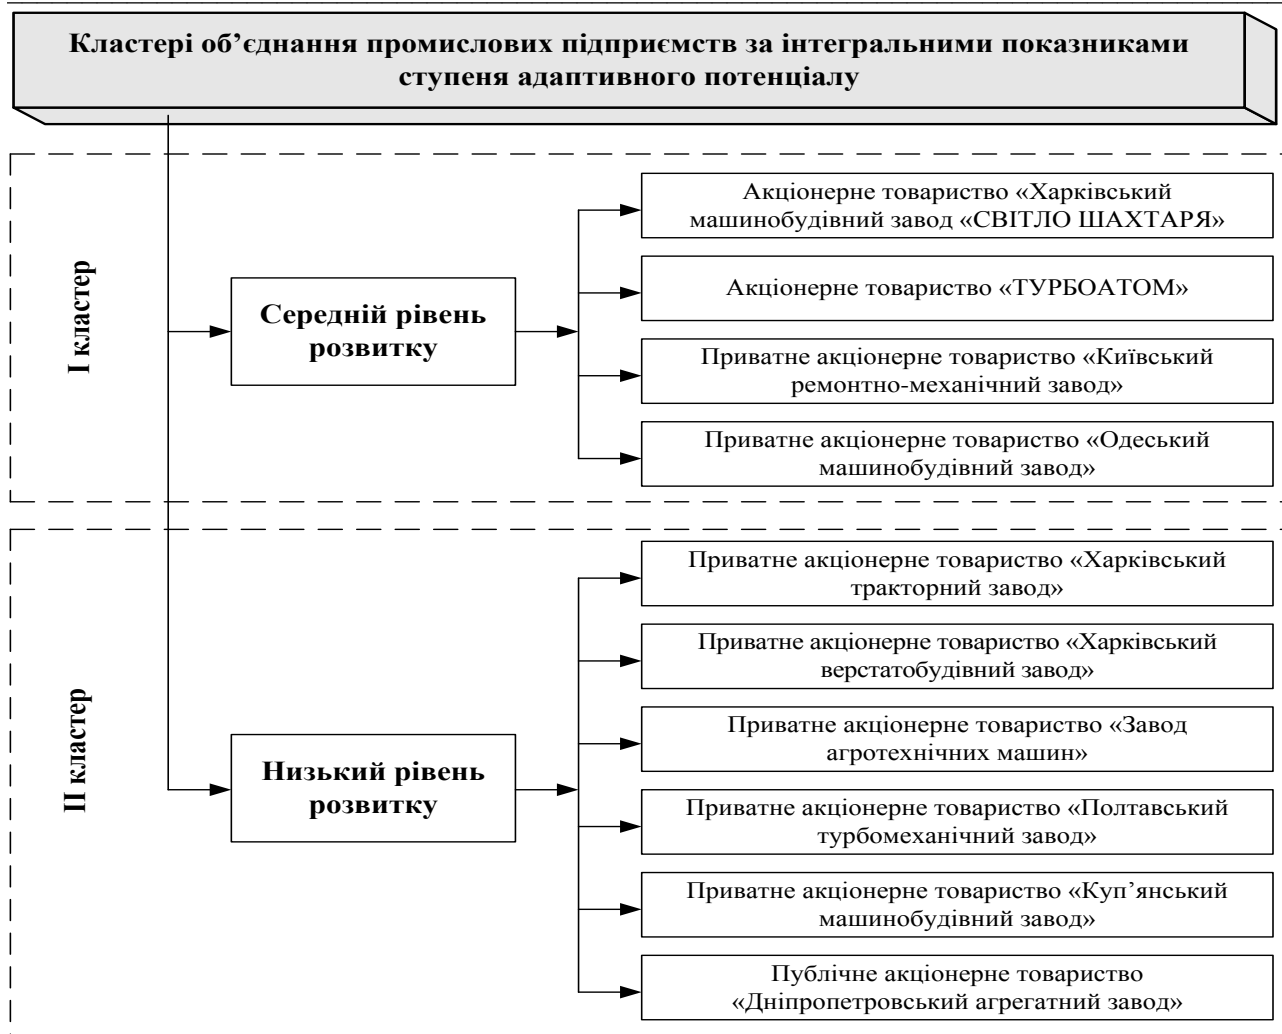 Кластері об’єднання промислових підприємств за інтегральними показниками
ступеня адаптивного потенціалу
І кластер
Середній рівень
розвитку
Акціонерне товариство «Харківський
машинобудівний завод «СВІТЛО ШАХТАРЯ»
Акціонерне товариство «ТУРБОАТОМ»
Приватне акціонерне товариство «Київський
ремонтно-механічний завод»
Приватне акціонерне товариство «Одеський
машинобудівний завод»
ІІ кластер
Низький рівень
розвитку
Приватне акціонерне товариство «Харківський
тракторний завод»
Приватне акціонерне товариство «Харківський
верстатобудівний завод»
Приватне акціонерне товариство «Завод
агротехнічних машин»
Приватне акціонерне товариство «Полтавський
турбомеханічний завод»
Приватне акціонерне товариство «Куп’янський
машинобудівний завод»
Публічне акціонерне товариство
«Дніпропетровський агрегатний завод»